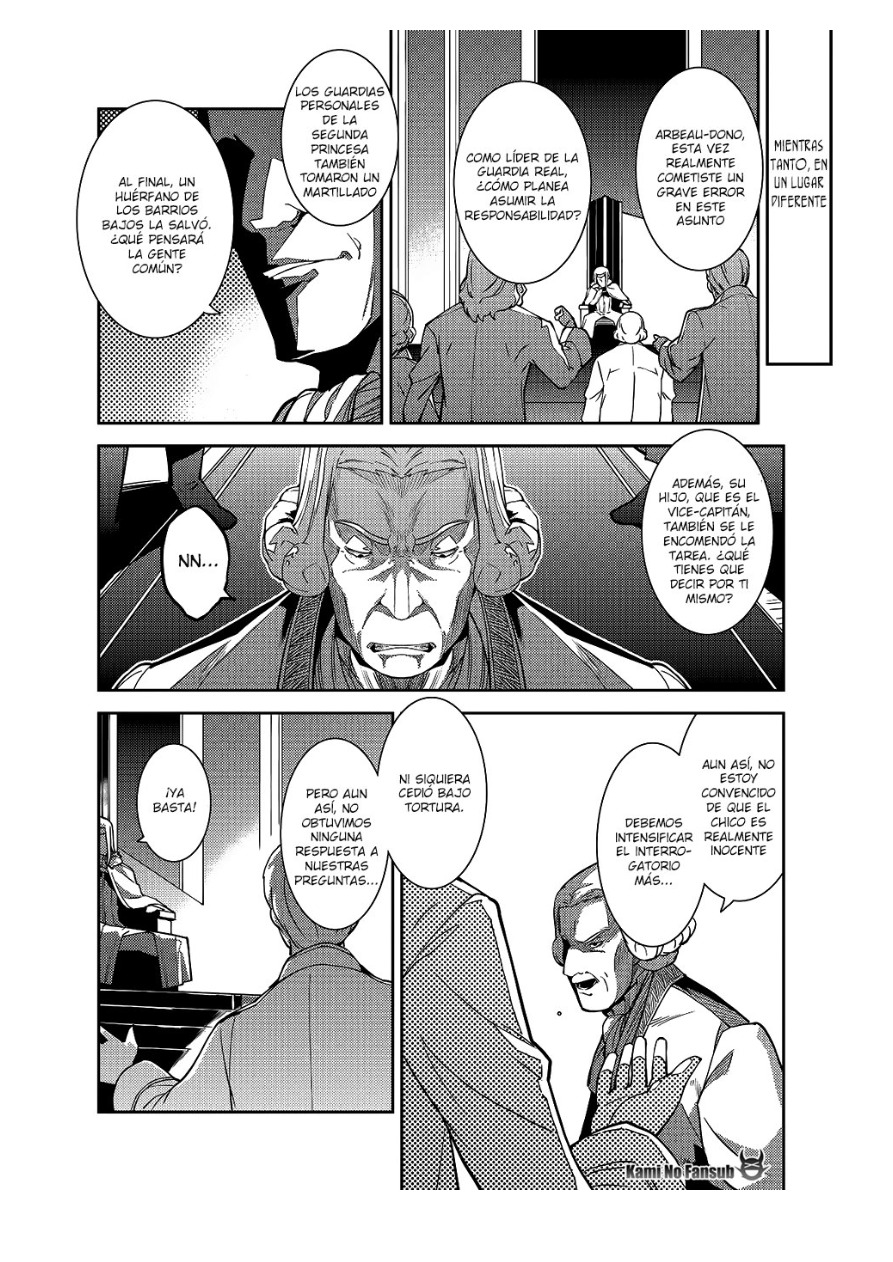 MIENTRAS
TANTO, EN
UN LUGAR
DIFERENTE
ARBEAU-DONO,
ESTA VEZ
REALMENTE
COMETISTE UN
GRAVE ERROR
EN ESTE
ASUNTO
COMO LÍDER DE LA
GUARDIA REAL,
¿CÓMO PLANEA
ASUMIR LA
RESPONSABILIDAD?
LOS GUARDIAS
PERSONALES
DE LA
SEGUNDA
PRINCESA
TAMBIÉN
TOMARON UN
MARTILLADO
AL FINAL, UN
HUÉRFANO DE
LOS BARRIOS
BAJOS LA SALVÓ.
¿QUÉ PENSARÁ
LA GENTE
COMÚN?
ADEMÁS, SU
HIJO, QUE ES EL
VICE-CAPITÁN,
TAMBIÉN SE LE
ENCOMENDÓ LA
TAREA. ¿QUÉ
TIENES QUE
DECIR POR TI
MISMO?
NN...
AUN ASÍ, NO
ESTOY
CONVENCIDO
DE QUE EL
CHICO ES
REALMENTE
INOCENTE
DEBEMOS
INTENSIFICAR
EL INTERRO-
GATORIO
MÁS...
NI SIQUIERA
CEDIÓ BAJO
TORTURA.
PERO AUN
ASÍ, NO
OBTUVIMOS
NINGUNA
RESPUESTA A
NUESTRAS
PREGUNTAS...
¡YA
BASTA!
Kami No Fansub